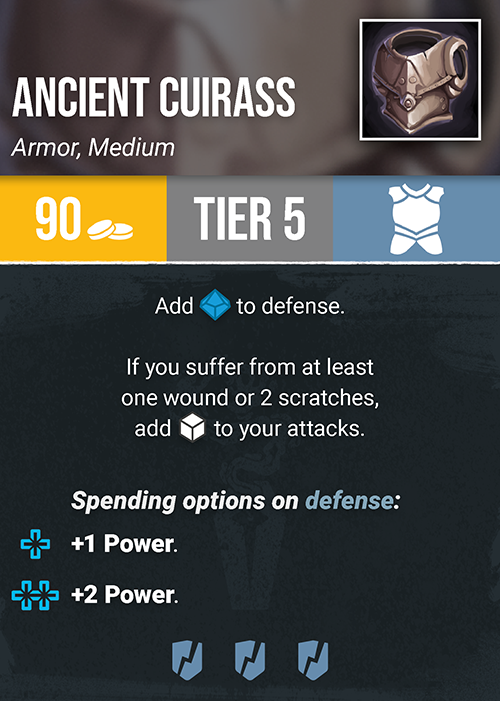 ANCIENT CUIRASS
Armor, Medium
90 TIER 5
Add to defense.
If you suffer from at least
one wound or 2 scratches,
add to your attacks.
Spending options on defense:
+1 Power.
+2 Power.